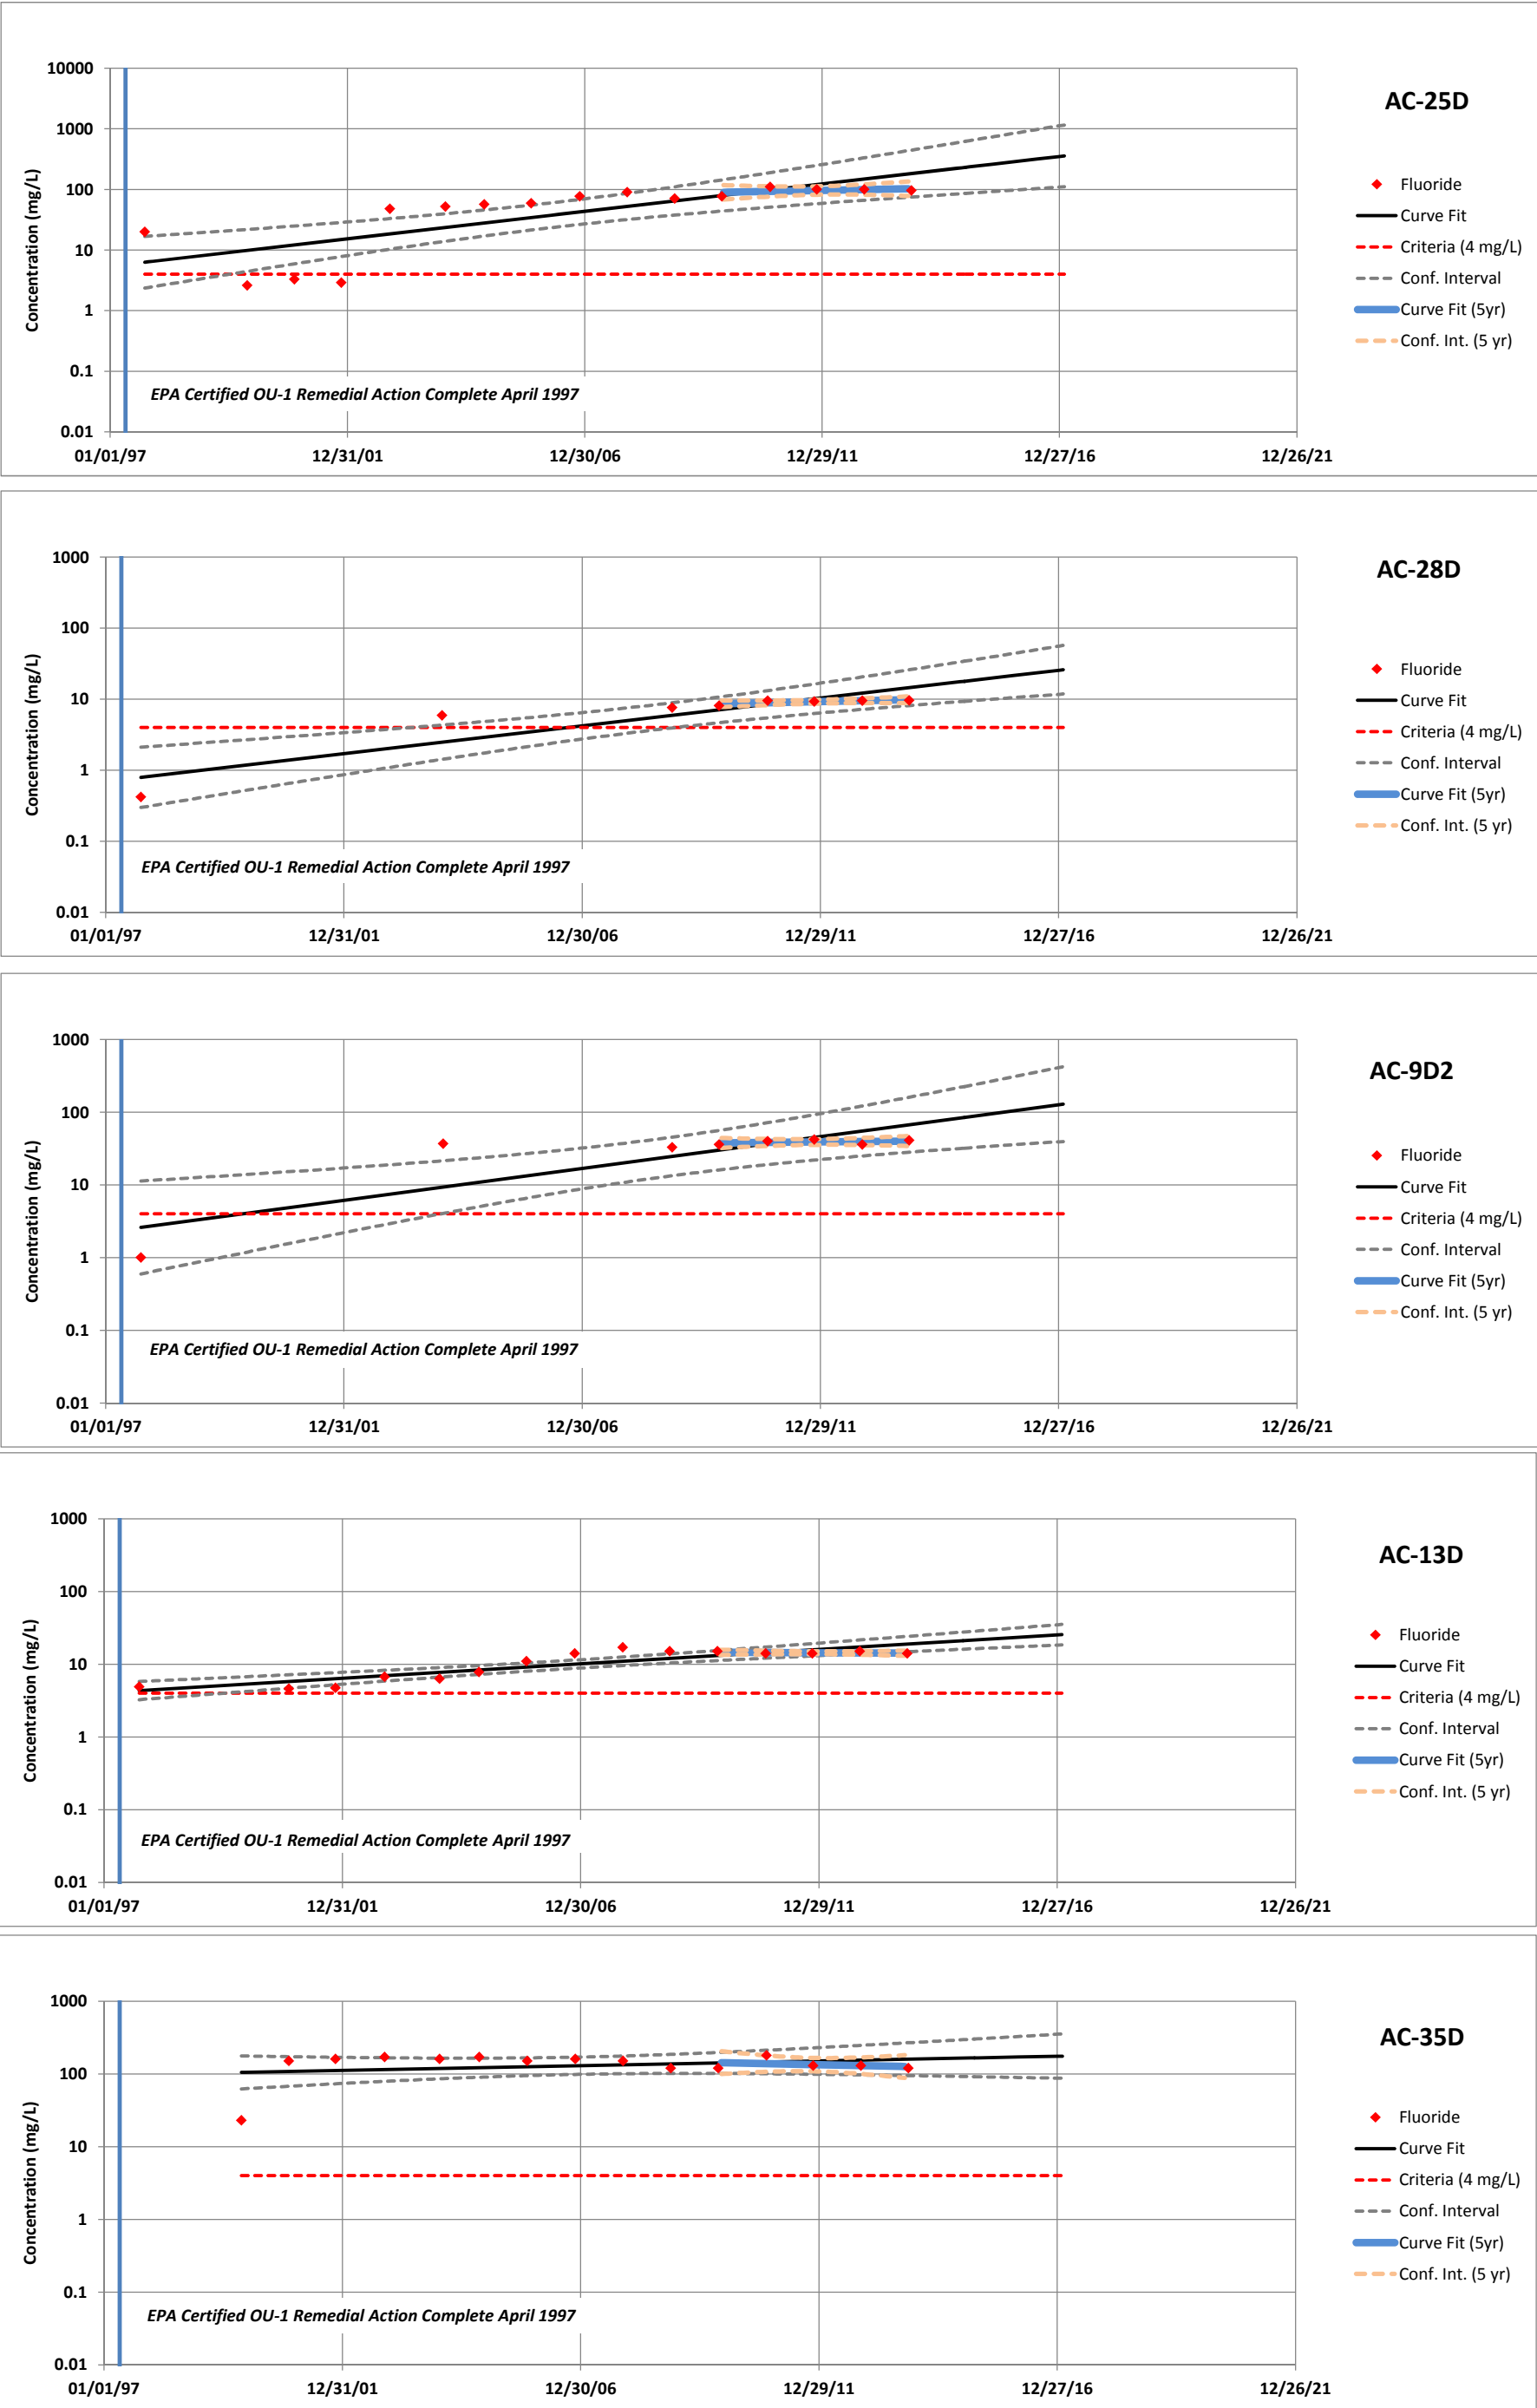 AC-25D
Concentration (mg/L)
10000
1000
100
10
1
0.1
0.01
EPA Certified OU-1 Remedial Action Complete April 1997
01/01/97 12/31/01 12/30/06 12/29/11 12/27/16 12/26/21
Fluoride
Curve Fit
Criteria (4 mg/L)
Conf. Interval
Curve Fit (5yr)
Conf. Int. (5 yr)
AC-28D
Concentration (mg/L)
1000
100
10
1
0.1
0.01
EPA Certified OU-1 Remedial Action Complete April 1997
01/01/97 12/31/01 12/30/06 12/29/11 12/27/16 12/26/21
Fluoride
Curve Fit
Criteria (4 mg/L)
Conf. Interval
Curve Fit (5yr)
Conf. Int. (5 yr)
AC-9D2
Concentration (mg/L)
1000
100
10
1
0.1
0.01
EPA Certified OU-1 Remedial Action Complete April 1997
01/01/97 12/31/01 12/30/06 12/29/11 12/27/16 12/26/21
Fluoride
Curve Fit
Criteria (4 mg/L)
Conf. Interval
Curve Fit (5yr)
Conf. Int. (5 yr)
AC-13D
Concentration (mg/L)
1000
100
10
1
0.1
0.01
EPA Certified OU-1 Remedial Action Complete April 1997
01/01/97 12/31/01 12/30/06 12/29/11 12/27/16 12/26/21
Fluoride
Curve Fit
Criteria (4 mg/L)
Conf. Interval
Curve Fit (5yr)
Conf. Int. (5 yr)
AC-35D
Concentration (mg/L)
1000
100
10
1
0.1
0.01
EPA Certified OU-1 Remedial Action Complete April 1997
01/01/97 12/31/01 12/30/06 12/29/11 12/27/16 12/26/21
Fluoride
Curve Fit
Criteria (4 mg/L)
Conf. Interval
Curve Fit (5yr)
Conf. Int. (5 yr)